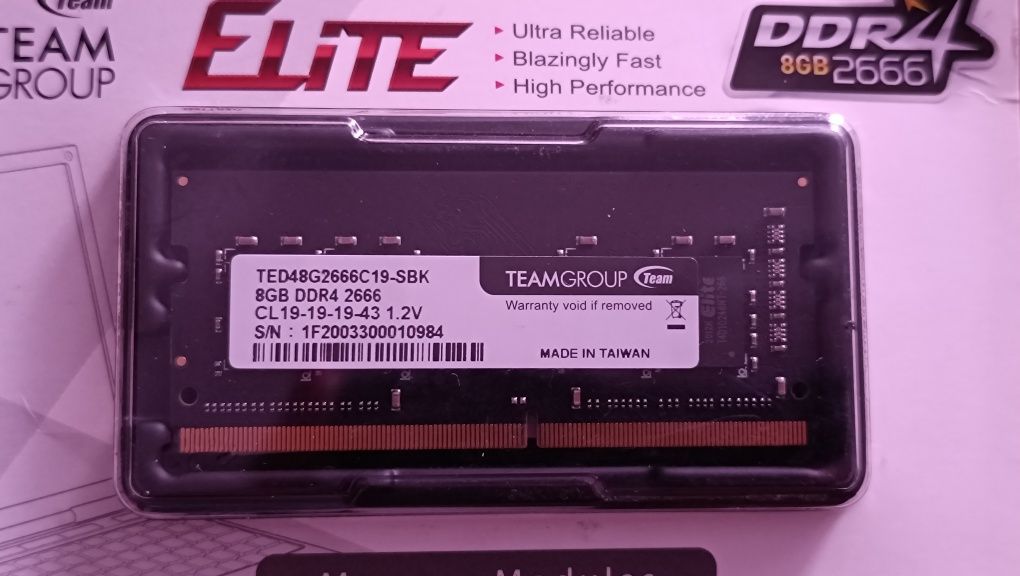 Team
TEAM
GROUP
ELiTE
Ultra Reliable
Blazingly Fast
High Performance
DDR4
8GB 2666
TED48G2666C19-SBK
8GB DDR4 2666
CL19-19-19-43 1.2V
S/N : 1F2003300010984
TEAMGROUP Team
Warranty void if removed
MADE IN TAIWAN
Elite